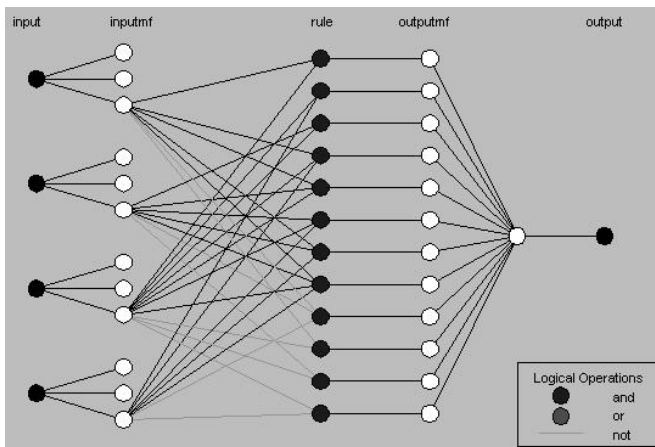 input inputmf rule outputmf output
Logical Operations
and
or
not